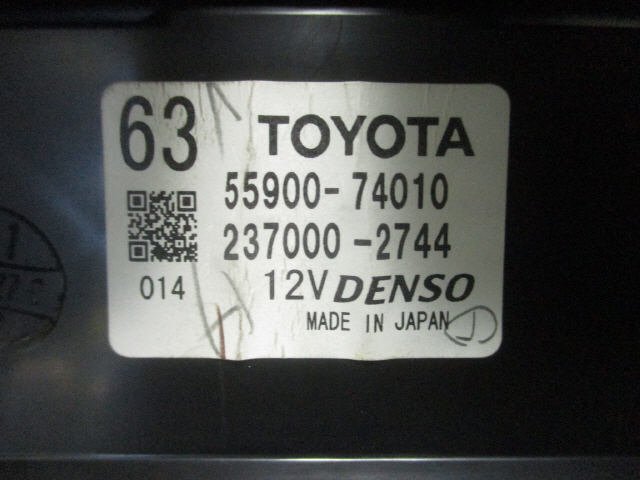 63 TOYOTA
55900-74010
237000-2744
014 12V DENSO
MADE IN JAPAN